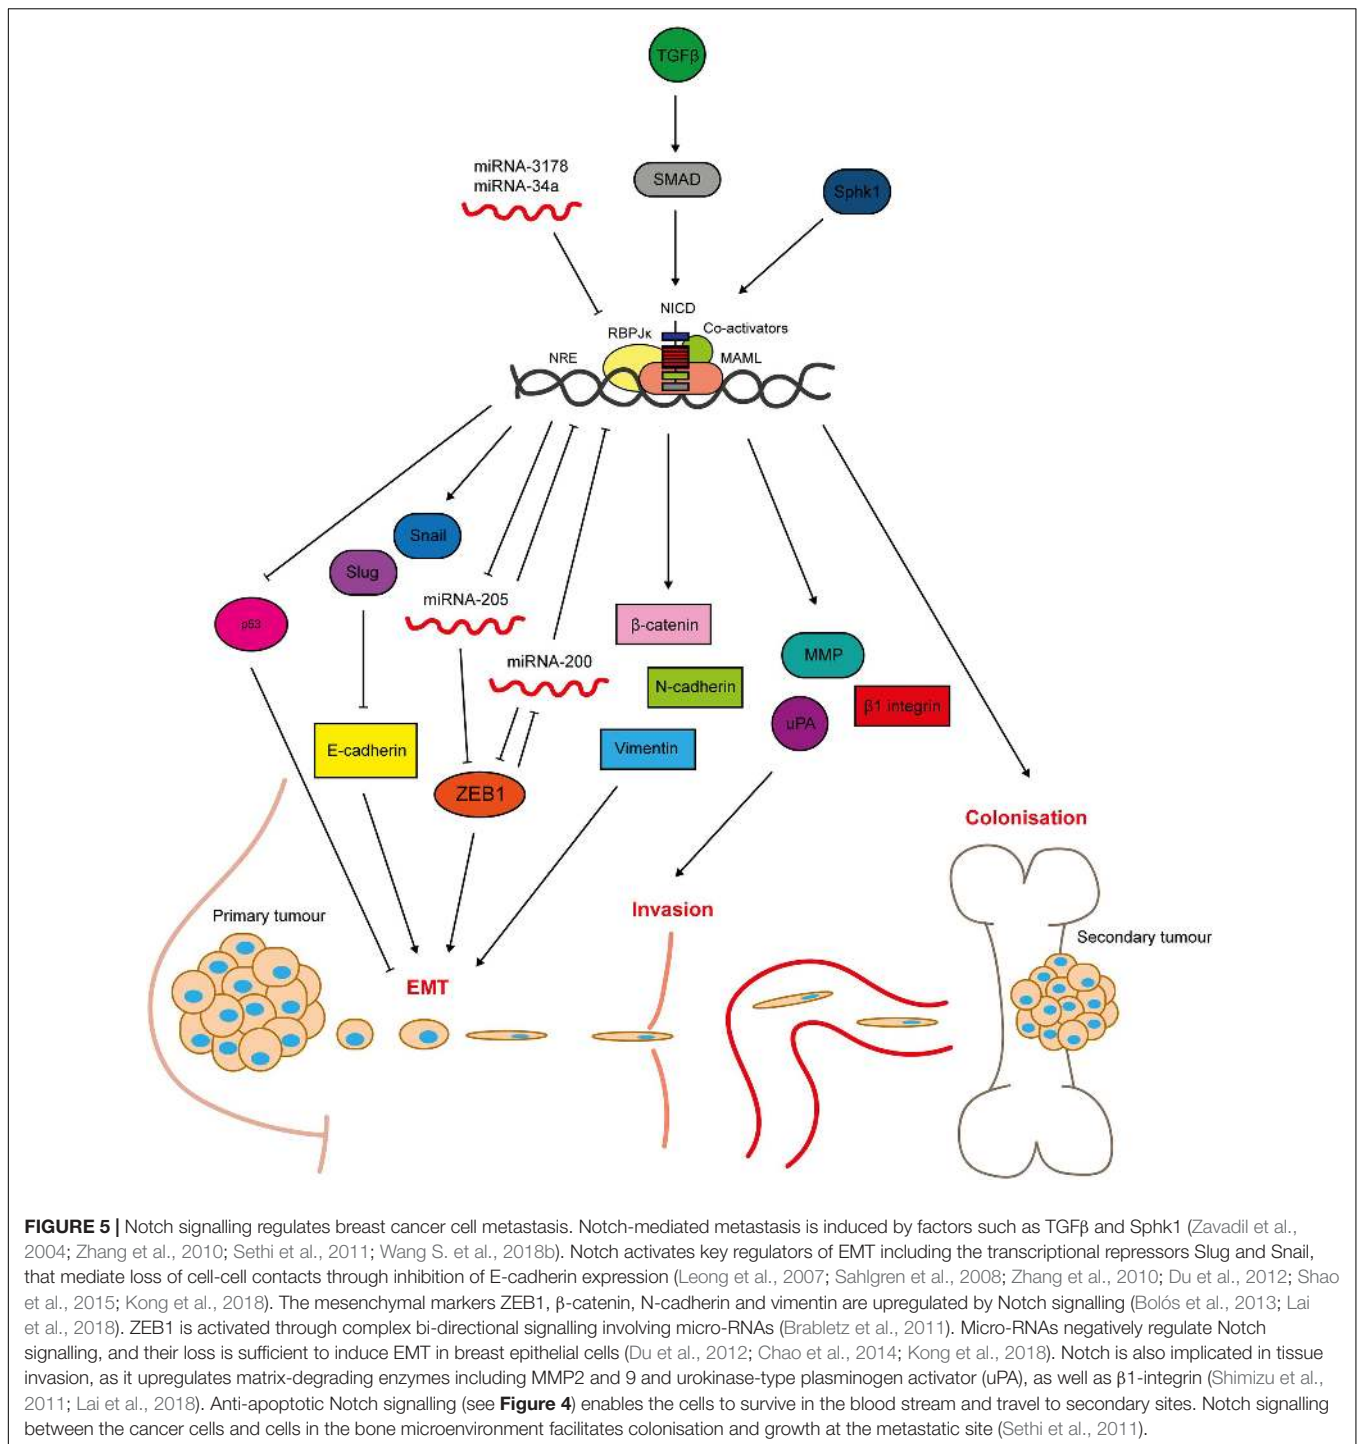 TGFβ
miRNA-3178
miRNA-34a
SMAD
Sphk1
NICD
RBPJκ
Co-activators
NRE
MAML
Snail
Slug
p53
miRNA-205
miRNA-200
β-catenin
N-cadherin
Vimentin
MMP
uPA
β1 integrin
E-cadherin
ZEB1
Colonisation
Invasion
Primary tumour
EMT
Secondary tumour
FIGURE 5 | Notch signalling regulates breast cancer cell metastasis. Notch-mediated metastasis is induced by factors such as TGFβ and Sphk1 (Zavadil et al.,
2004; Zhang et al., 2010; Sethi et al., 2011; Wang S. et al., 2018b). Notch activates key regulators of EMT including the transcriptional repressors Slug and Snail,
that mediate loss of cell-cell contacts through inhibition of E-cadherin expression (Leong et al., 2007; Sahlgren et al., 2008; Zhang et al., 2010; Du et al., 2012; Shao
et al., 2015; Kong et al., 2018). The mesenchymal markers ZEB1, β-catenin, N-cadherin and vimentin are upregulated by Notch signalling (Bolós et al., 2013; Lai
et al., 2018). ZEB1 is activated through complex bi-directional signalling involving micro-RNAs (Brabletz et al., 2011). Micro-RNAs negatively regulate Notch
signalling, and their loss is sufficient to induce EMT in breast epithelial cells (Du et al., 2012; Chao et al., 2014; Kong et al., 2018). Notch is also implicated in tissue
invasion, as it upregulates matrix-degrading enzymes including MMP2 and 9 and urokinase-type plasminogen activator (uPA), as well as β1-integrin (Shimizu et al.,
2011; Lai et al., 2018). Anti-apoptotic Notch signalling (see Figure 4) enables the cells to survive in the blood stream and travel to secondary sites. Notch signalling
between the cancer cells and cells in the bone microenvironment facilitates colonisation and growth at the metastatic site (Sethi et al., 2011).